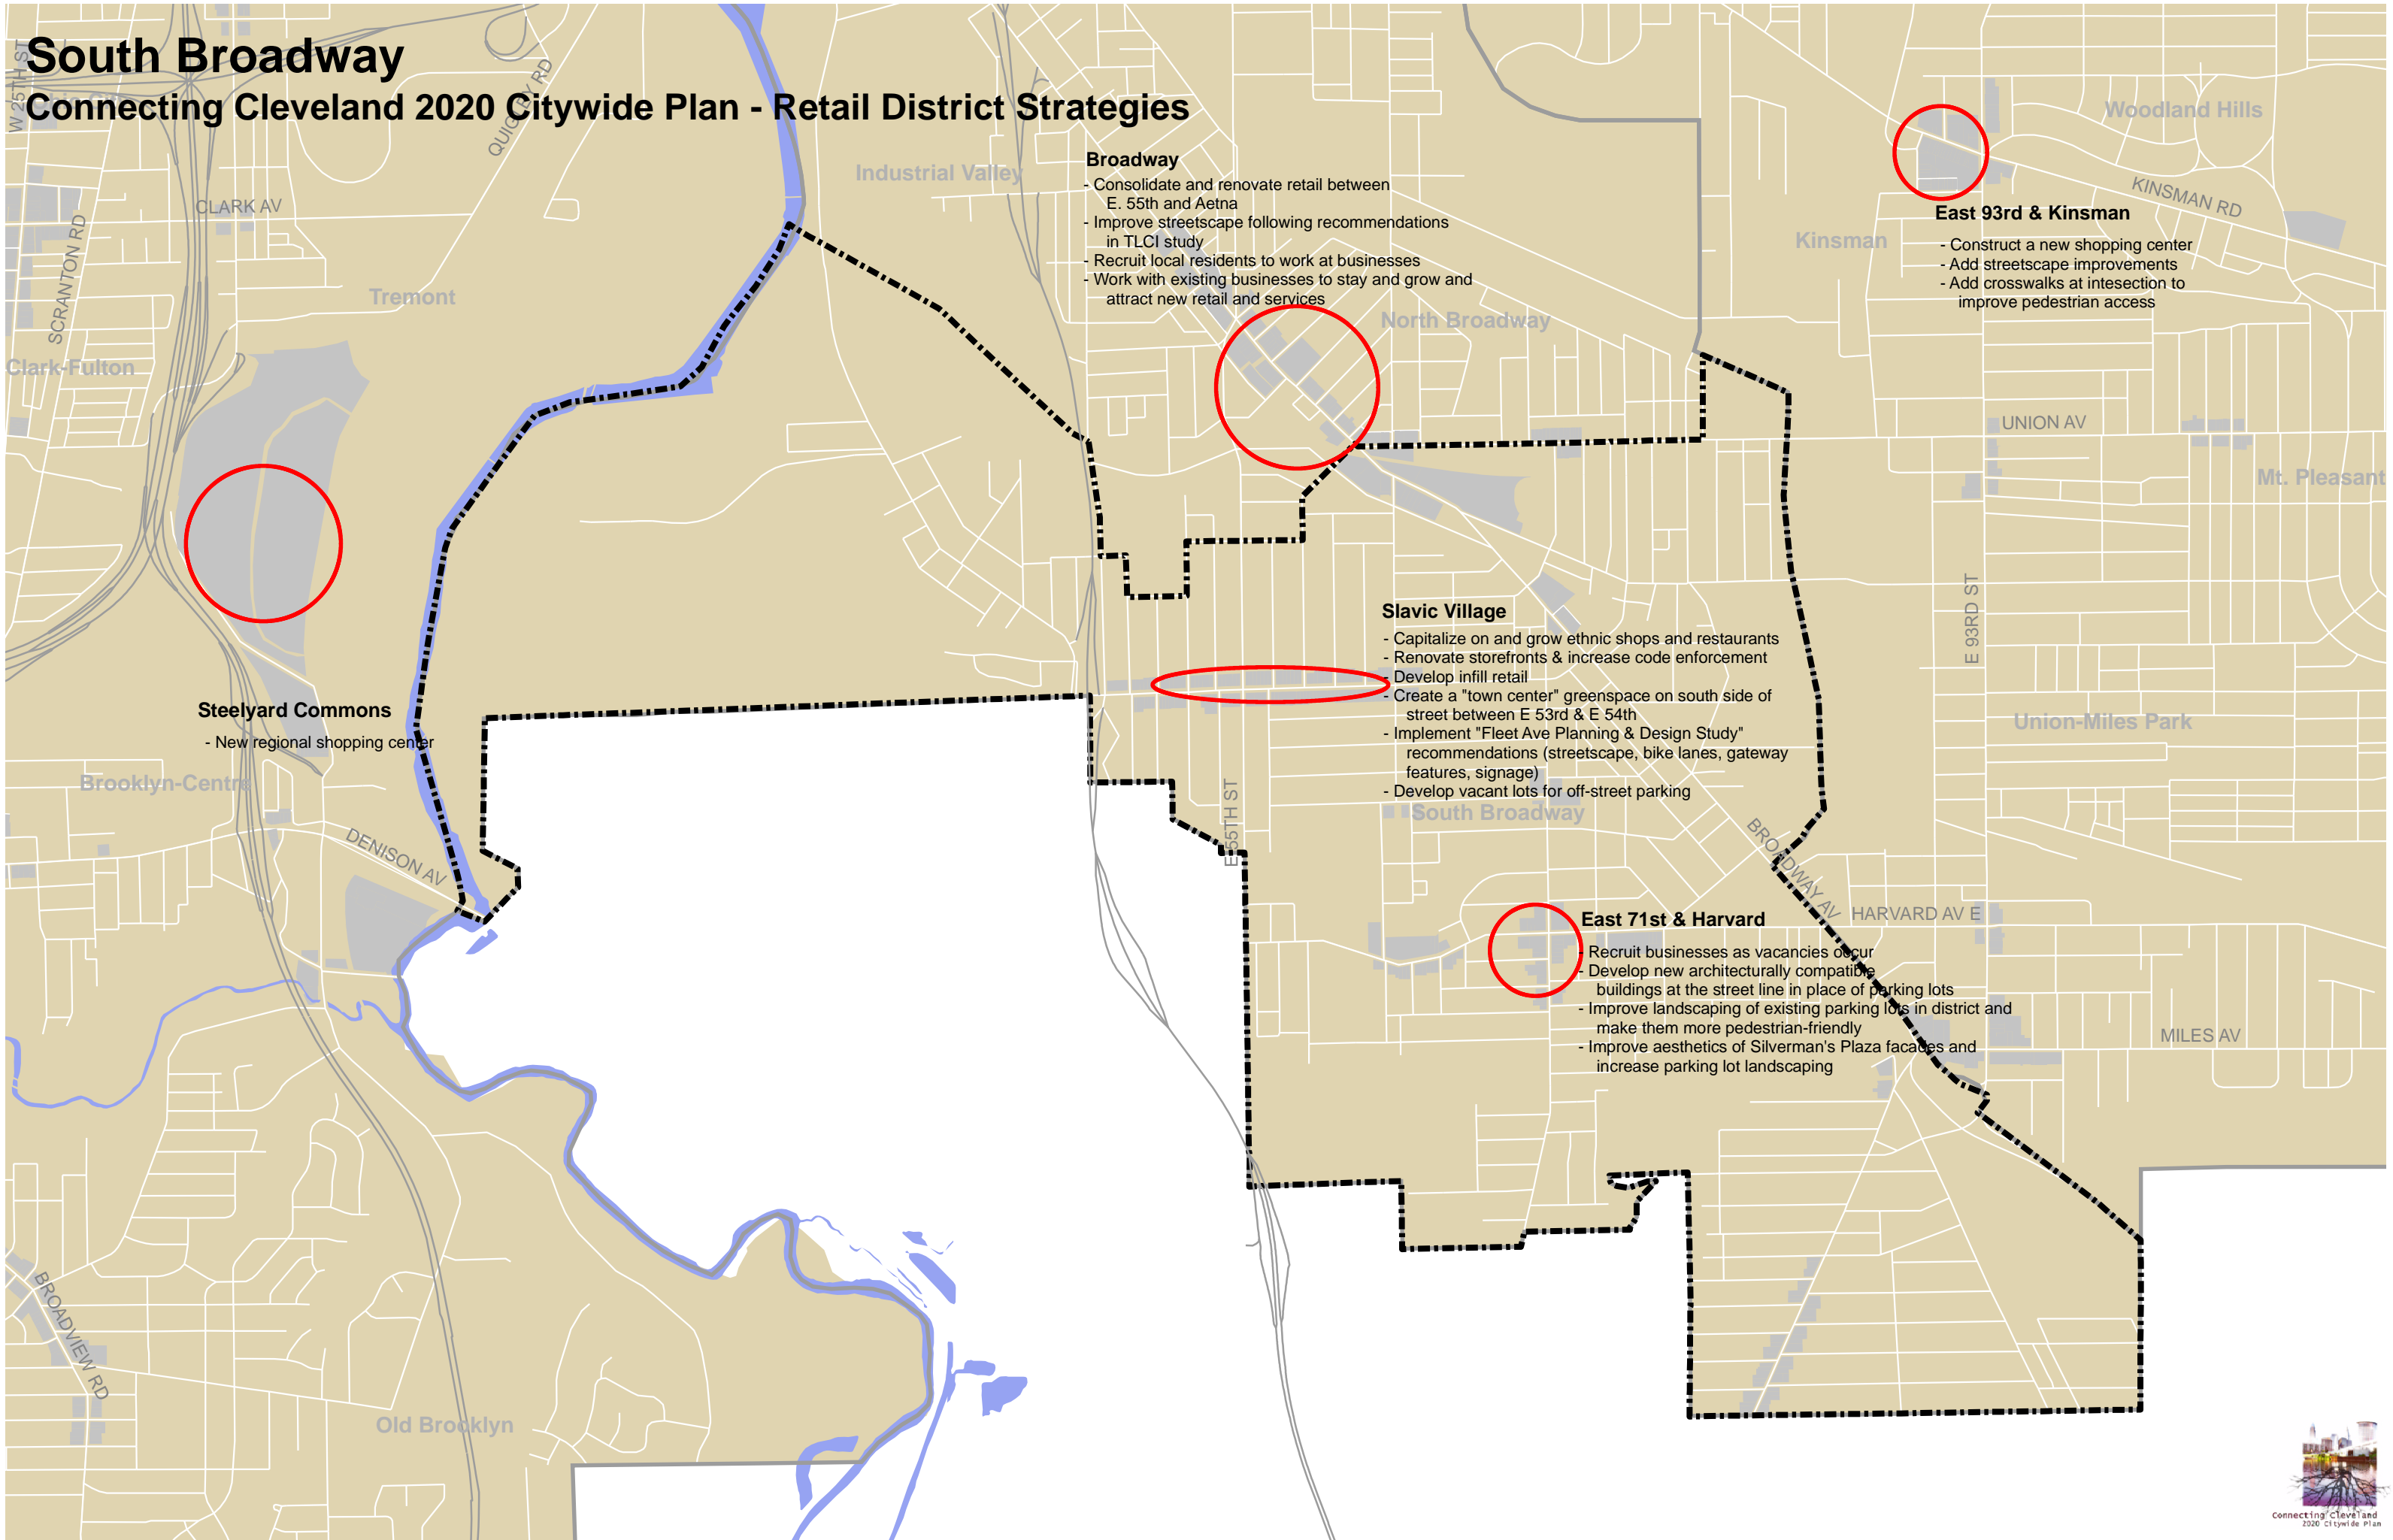 South Broadway
Connecting Cleveland 2020 Citywide Plan - Retail District Strategies
W 25TH ST
QUIGLEY RD
CLARK AV
SCRANTON RD
Tremont
Clark-Fulton
Industrial Valley
Broadway
- Consolidate and renovate retail between
E. 55th and Aetna
- Improve streetscape following recommendations
in TLCI study
- Recruit local residents to work at businesses
- Work with existing businesses to stay and grow and
attract new retail and services
North Broadway
Woodland Hills
KINSMAN RD
Kinsman
East 93rd & Kinsman
- Construct a new shopping center
- Add streetscape improvements
- Add crosswalks at intesection to
improve pedestrian access
UNION AV
Mt. Pleasant
E 93RD ST
Slavic Village
- Capitalize on and grow ethnic shops and restaurants
- Renovate storefronts & increase code enforcement
- Develop infill retail
- Create a "town center" greenspace on south side of
street between E 53rd & E 54th
- Implement "Fleet Ave Planning & Design Study"
recommendations (streetscape, bike lanes, gateway
features, signage)
- Develop vacant lots for off-street parking
Steelyard Commons
- New regional shopping center
Brooklyn-Centre
DENISON AV
E 55TH ST
South Broadway
BROADWAY AV
Union-Miles Park
HARVARD AV E
East 71st & Harvard
- Recruit businesses as vacancies occur
- Develop new architecturally compatible
buildings at the street line in place of parking lots
- Improve landscaping of existing parking lots in district and
make them more pedestrian-friendly
- Improve aesthetics of Silverman's Plaza facades and
increase parking lot landscaping
MILES AV
BROADVIEW RD
Old Brooklyn
Connecting Cleveland
2020 Citywide Plan